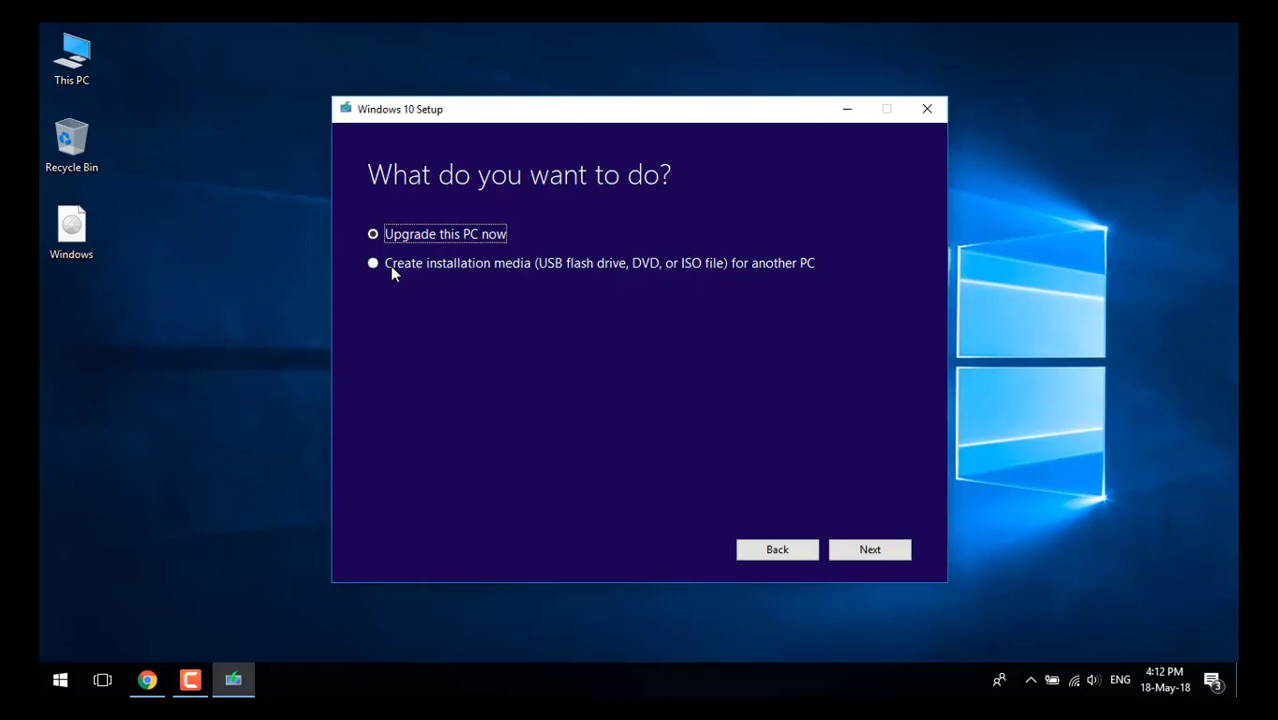 This PC
Recycle Bin
Windows
Windows 10 Setup
What do you want to do?
Upgrade this PC now
Create installation media (USB flash drive, DVD, or ISO file) for another PC
Back
Next
ENG
4:12 PM
18-May-18
3